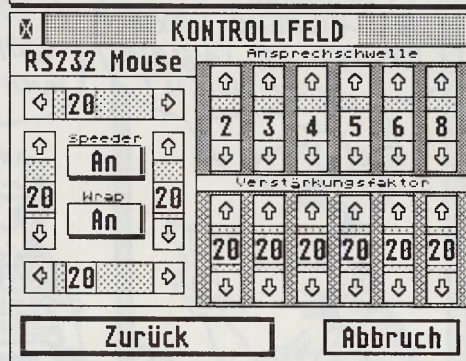 KONTROLLFELD
RS232 Mouse
Ansprechschwelle
20
2 3 4 5 6 8
Speeder
An
20 20
Wrap
An
Verstärkungsfaktor
20 20 20 20 20 20
20
Zurück Abbruch